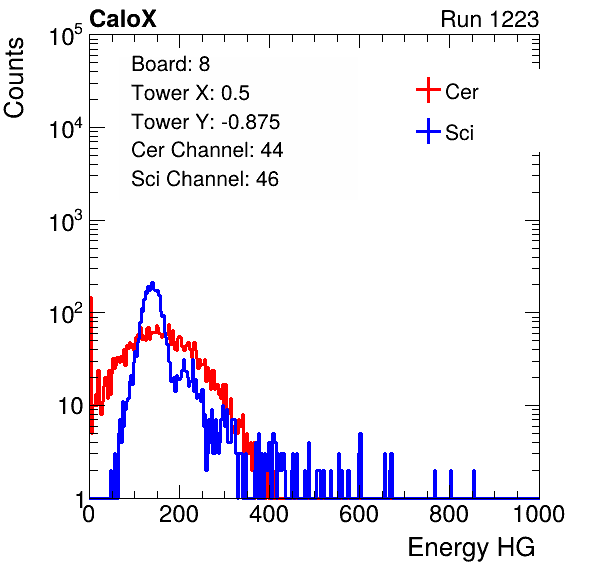 CaloX Run 1223
Counts
10^5
10^4
10^3
10^2
10
1
Board: 8
Tower X: 0.5
Tower Y: -0.875
Cer Channel: 44
Sci Channel: 46
Cer
Sci
0 200 400 600 800 1000
Energy HG